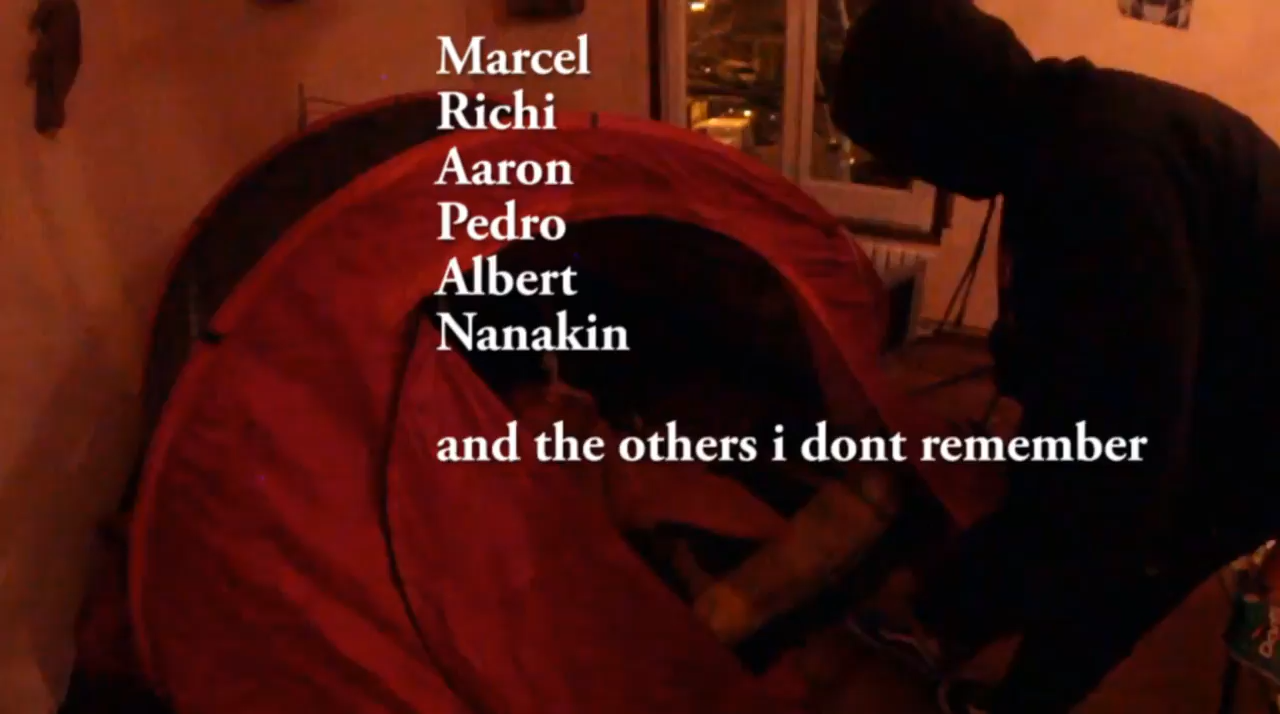 Marcel
Richi
Aaron
Pedro
Albert
Nanakin
and the others i dont remember